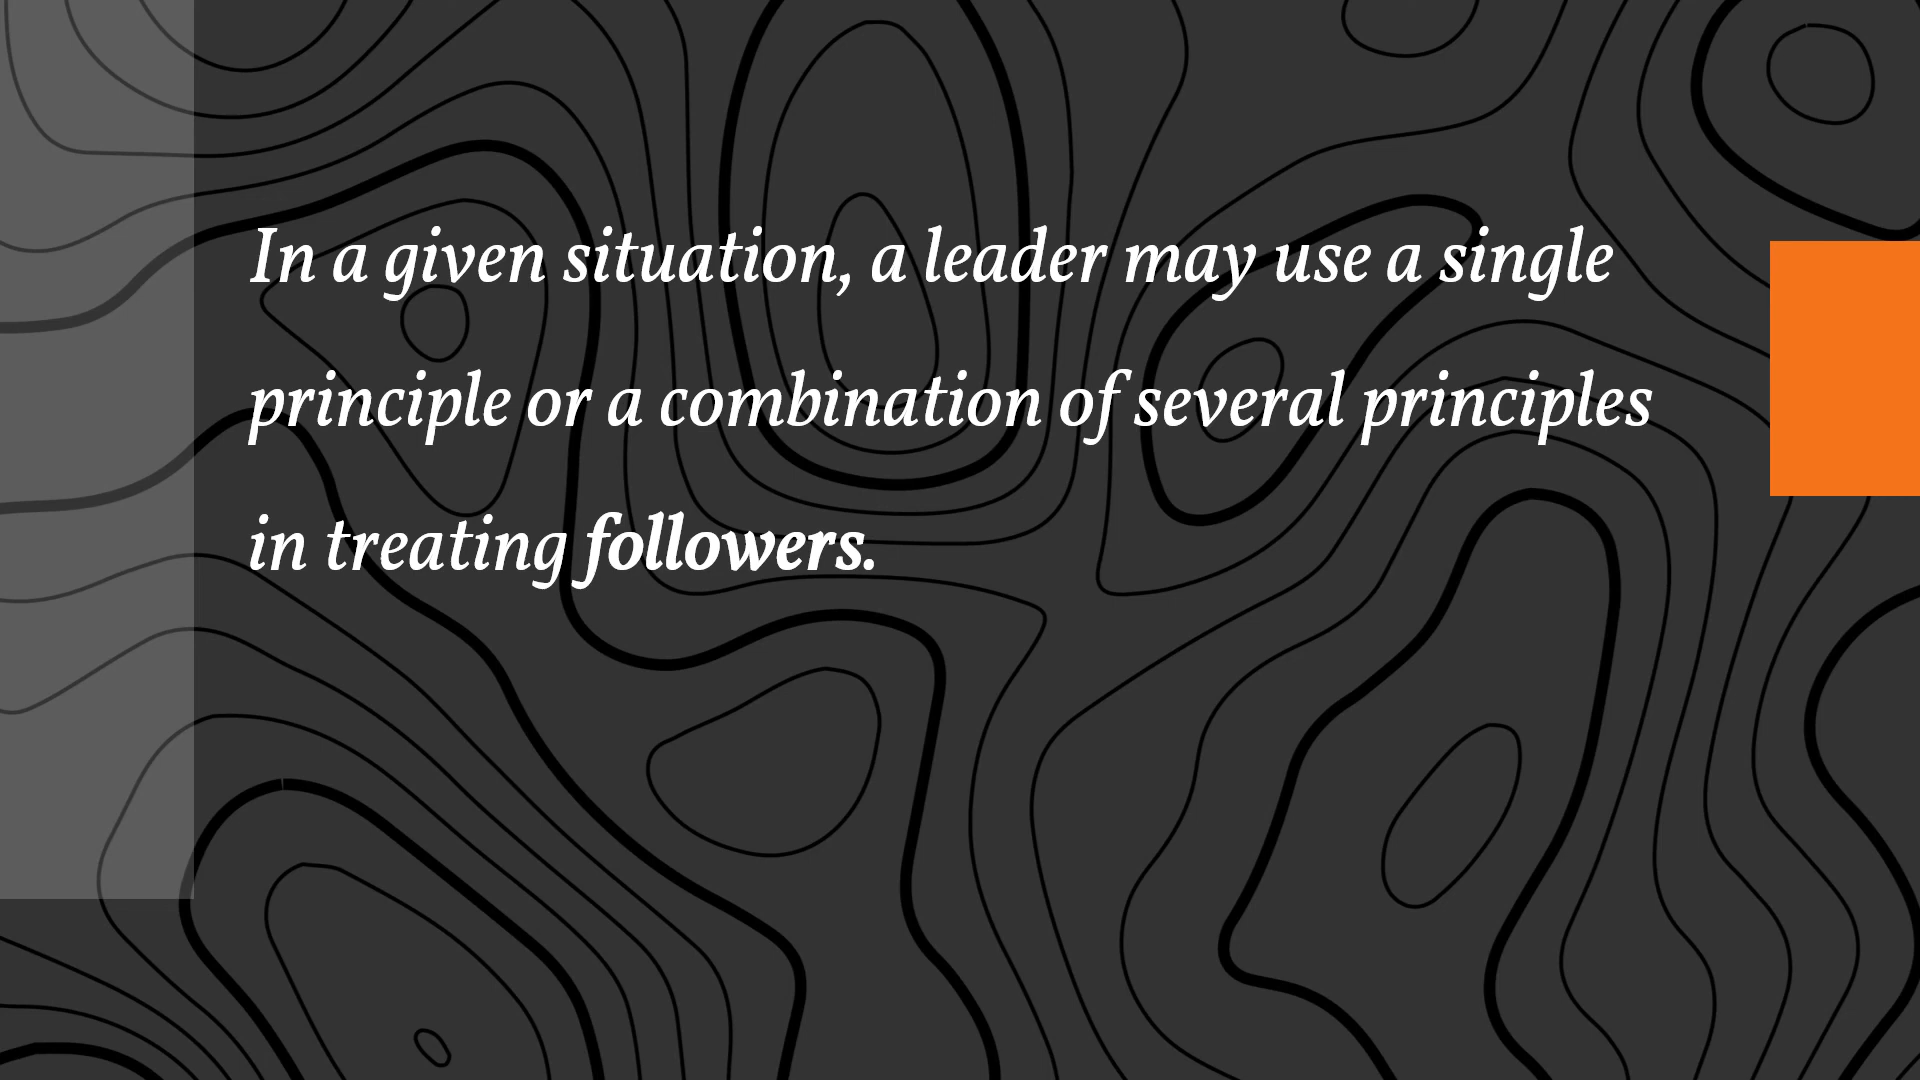 In a given situation, a leader may use a single
principle or a combination of several principles
in treating followers.